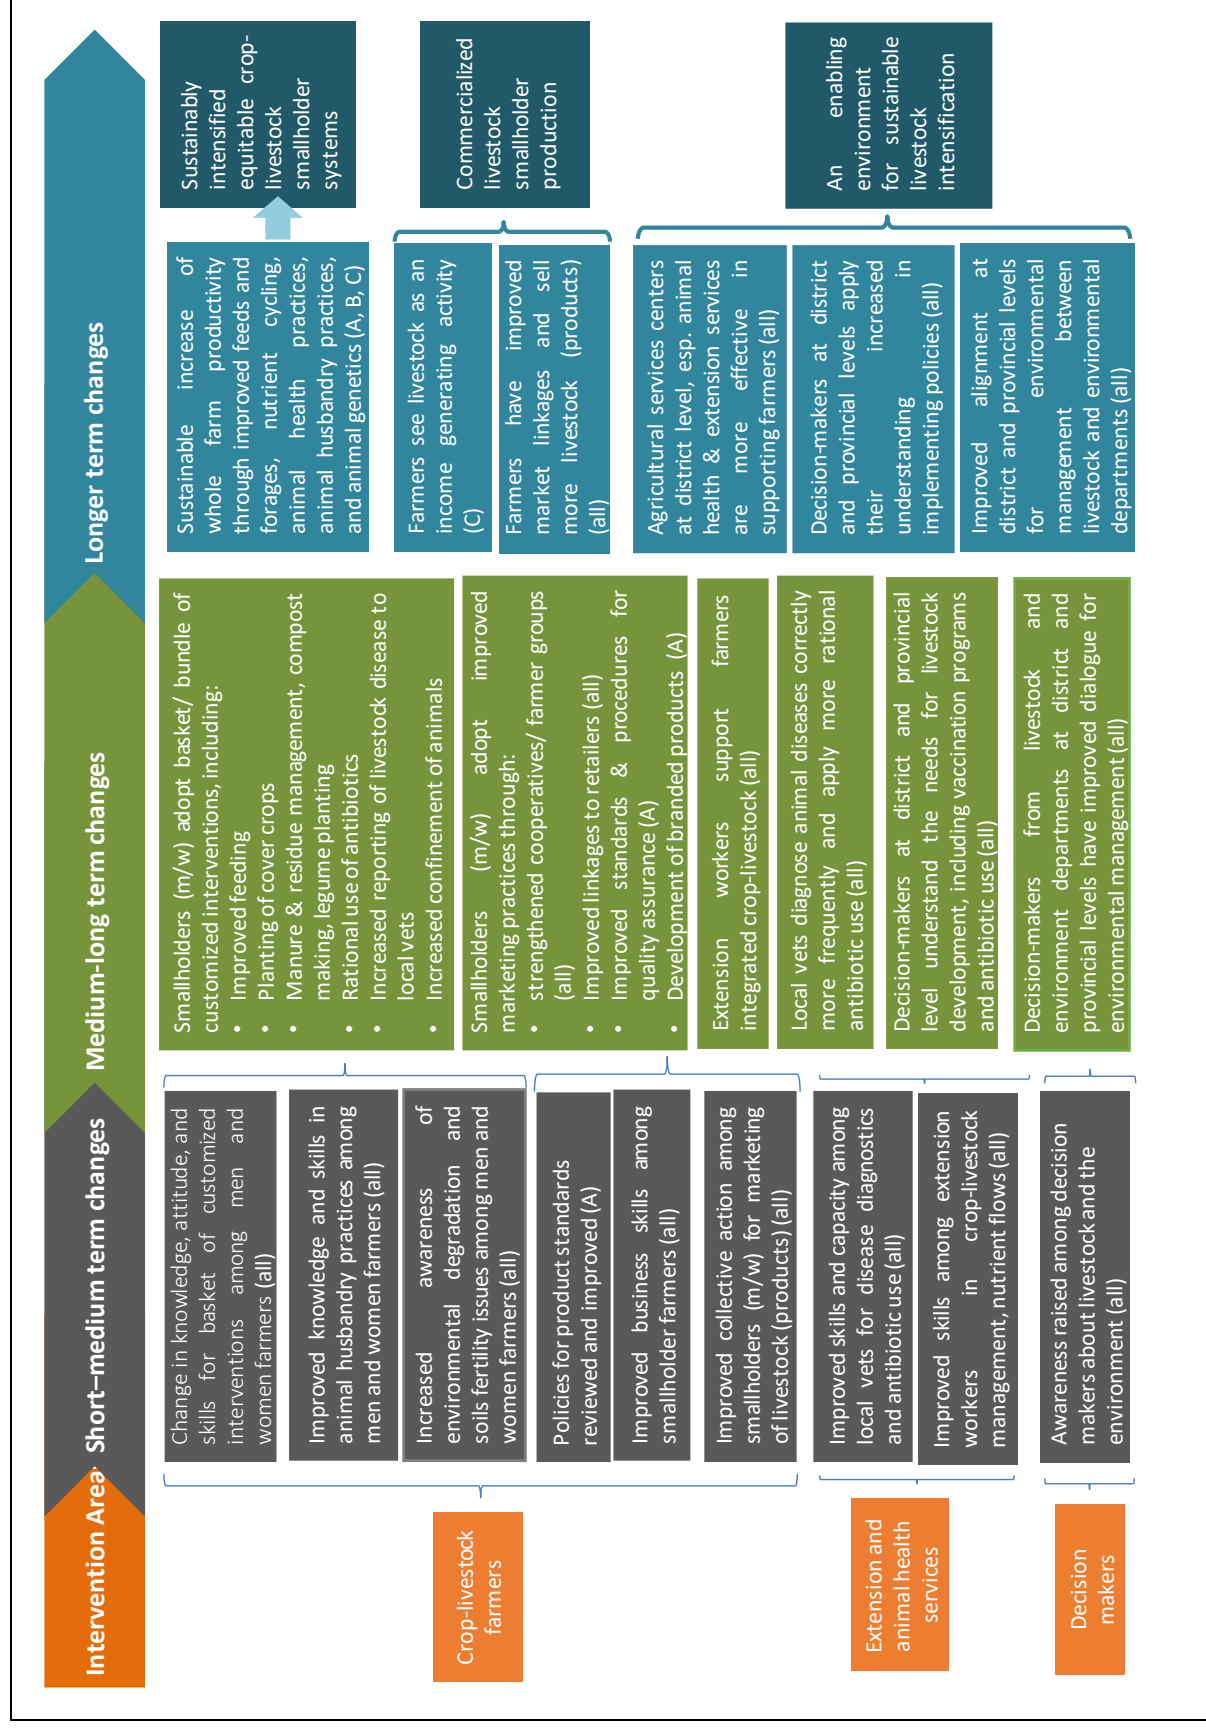 Intervention Area
Short–medium term changes
Medium-long term changes
Longer term changes
Crop-livestock
farmers
Extension and
animal health
services
Decision
makers
Change in knowledge, attitude, and
skills for basket of customized
interventions among men and
women farmers (all)
Improved knowledge and skills in
animal husbandry practices among
men and women farmers (all)
Increased awareness of
environmental degradation and
soils fertility issues among men and
women farmers (all)
Policies for product standards
reviewed and improved (A)
Improved business skills among
smallholder farmers (all)
Improved collective action among
smallholders (m/w) for marketing
of livestock (products) (all)
Improved skills and capacity among
local vets for disease diagnostics
and antibiotic use (all)
Improved skills among extension
workers in crop-livestock
management, nutrient flows (all)
Awareness raised among decision
makers about livestock and the
environment (all)
Smallholders (m/w) adopt basket/ bundle of
customized interventions, including:
• Improved feeding
• Planting of cover crops
• Manure & residue management, compost
making, legume planting
• Rational use of antibiotics
• Increased reporting of livestock disease to
local vets
• Increased confinement of animals
Smallholders (m/w) adopt improved
marketing practices through:
• strengthened cooperatives/ farmer groups
(all)
• Improved linkages to retailers (all)
• Improved standards & procedures for
quality assurance (A)
• Development of branded products (A)
Extension workers support farmers
integrated crop-livestock (all)
Local vets diagnose animal diseases correctly
more frequently and apply more rational
antibiotic use (all)
Decision-makers at district and provincial
level understand the needs for livestock
development, including vaccination programs
and antibiotic use (all)
Decision-makers from livestock and
environment departments at district and
provincial levels have improved dialogue for
environmental management (all)
Sustainable increase of
whole farm productivity
through improved feeds and
forages, nutrient cycling,
animal health practices,
animal husbandry practices,
and animal genetics (A, B, C)
Farmers see livestock as an
income generating activity
(C)
Farmers have improved
market linkages and sell
more livestock (products)
(all)
Agricultural services centers
at district level, esp. animal
health & extension services
are more effective in
supporting farmers (all)
Decision-makers at district
and provincial levels apply
their increased
understanding in
implementing policies (all)
Improved alignment at
district and provincial levels
for environmental
management between
livestock and environmental
departments (all)
Sustainably
intensified
equitable crop-
livestock
smallholder
systems
Commercialized
livestock
smallholder
production
An enabling
environment
for sustainable
livestock
intensification